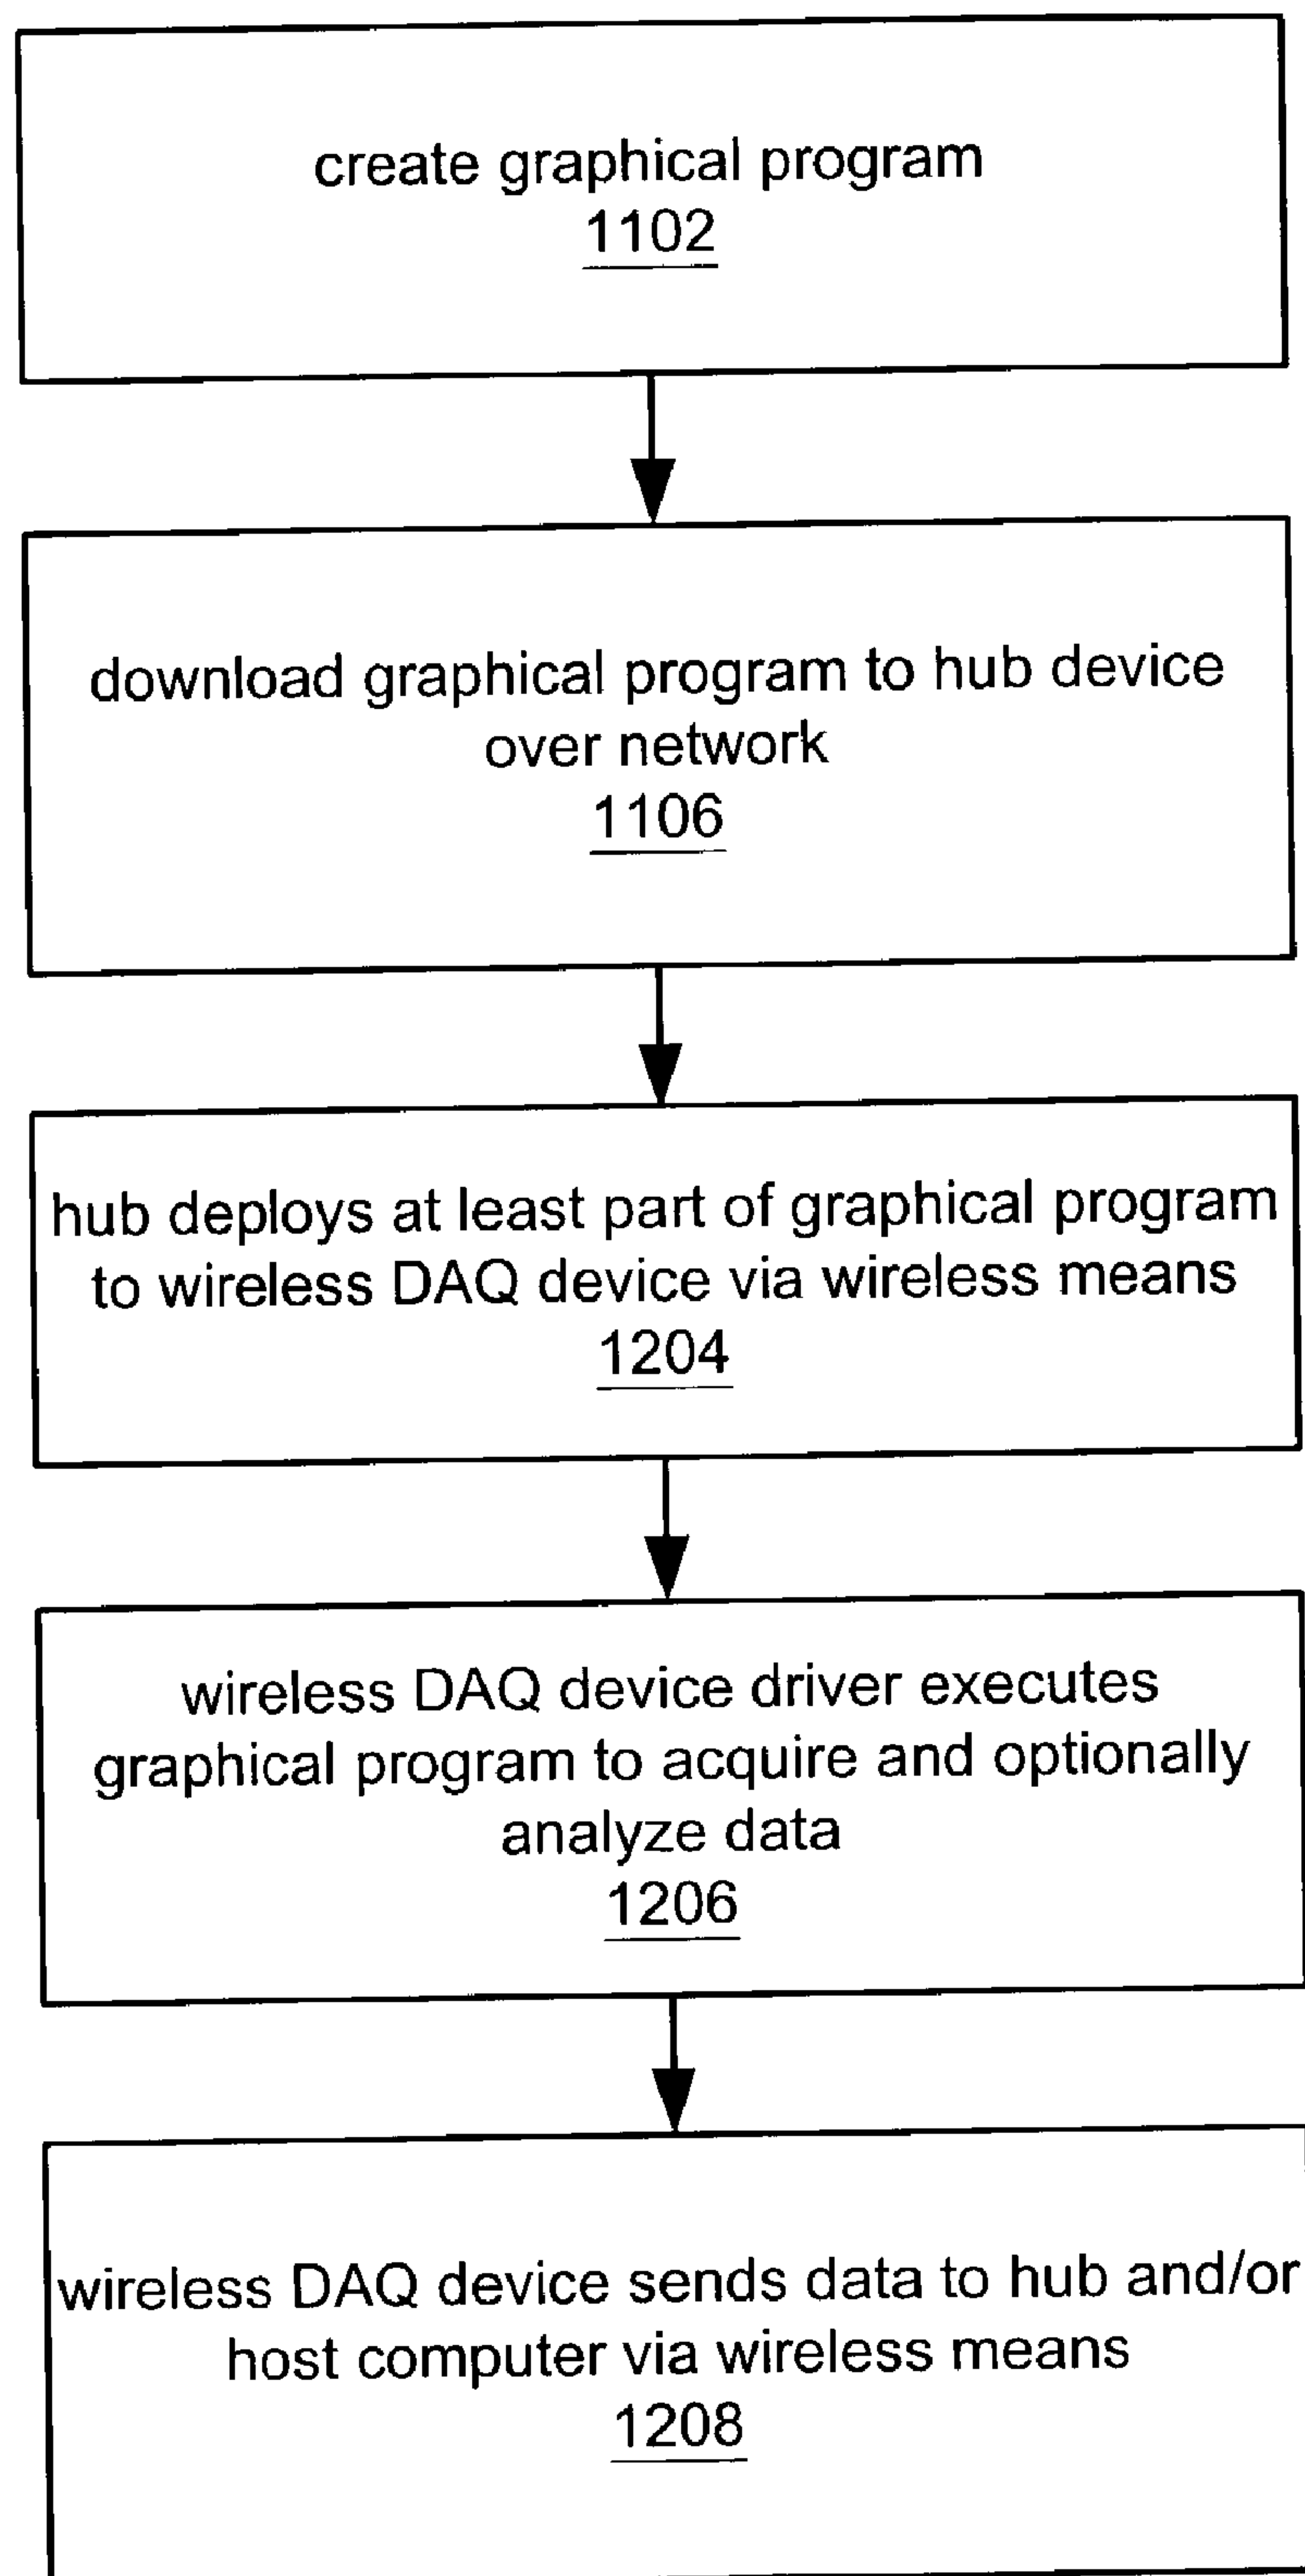 create graphical program
1102
download graphical program to hub device
over network
1106
hub deploys at least part of graphical program
to wireless DAQ device via wireless means
1204
wireless DAQ device driver executes
graphical program to acquire and optionally
analyze data
1206
wireless DAQ device sends data to hub and/or
host computer via wireless means
1208